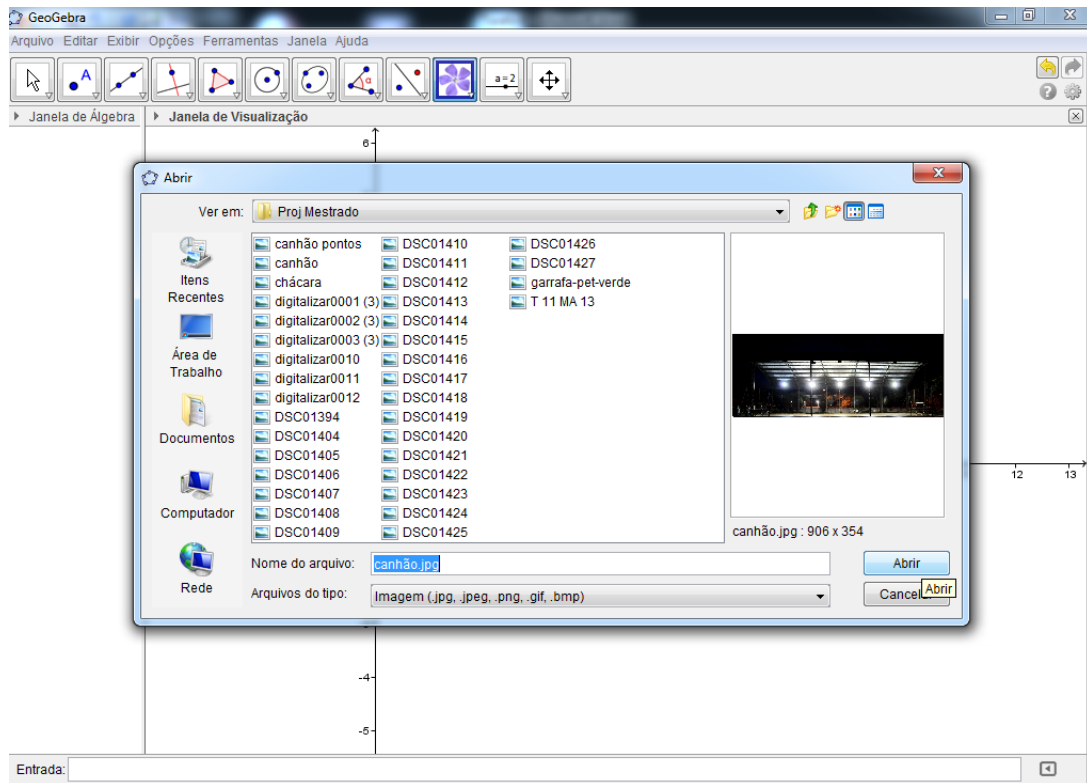 GeoGebra
Arquivo Editar Exibir Opções Ferramentas Janela Ajuda
A
α
a=2
Janela de Álgebra
Janela de Visualização
6
Abrir
Ver em:
Proj Mestrado
Itens
Recentes
Área de
Trabalho
Documentos
Computador
Rede
canhão pontos
canhão
chácara
digitalizar0001 (3)
digitalizar0002 (3)
digitalizar0003 (3)
digitalizar0010
digitalizar0011
digitalizar0012
DSC01394
DSC01404
DSC01405
DSC01406
DSC01407
DSC01408
DSC01409
DSC01410
DSC01411
DSC01412
DSC01413
DSC01414
DSC01415
DSC01416
DSC01417
DSC01418
DSC01419
DSC01420
DSC01421
DSC01422
DSC01423
DSC01424
DSC01425
DSC01426
DSC01427
garrafa-pet-verde
T 11 MA 13
canhão.jpg : 906 x 354
Nome do arquivo:
canhão.jpg
Abrir
Arquivos do tipo:
Imagem (.jpg, .jpeg, .png, .gif, .bmp)
Abrir
12
13
-4
-5
Entrada: